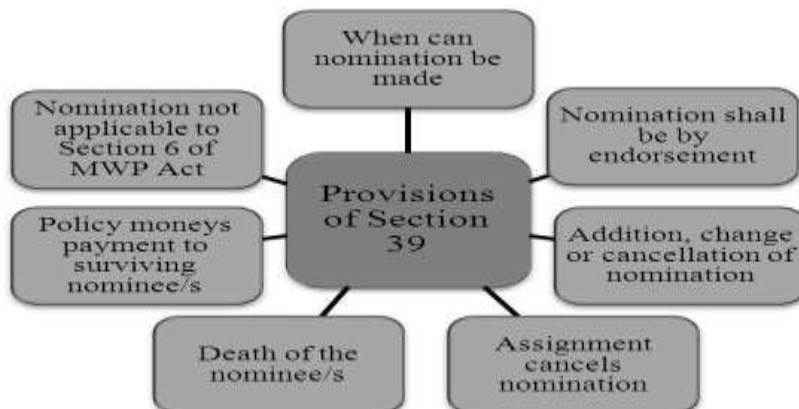 When can
nomination be
made
Nomination not
applicable to
Section 6 of
MWP Act
Nomination shall
be by
endorsement
Provisions
of Section
39
Policy moneys
payment to
surviving
nominee/s
Addition, change
or cancellation of
nomination
Death of the
nominee/s
Assignment
cancels
nomination